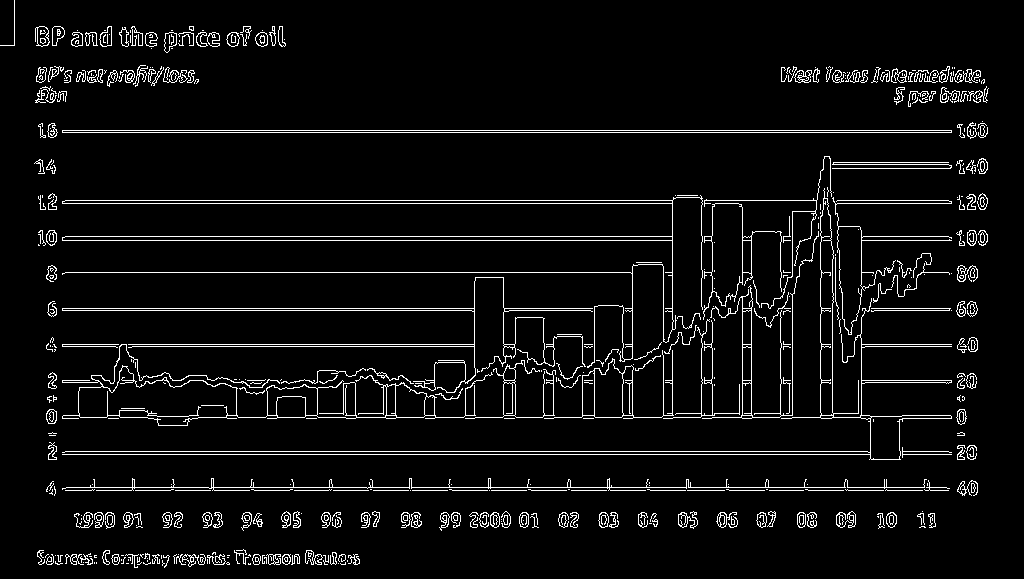 BP and the price of oil
BP's net profit/loss,
£bn
West Texas Intermediate,
$ per barrel
16 160
14 140
12 120
10 100
8 80
6 60
4 40
2 20
+ +
0 0
– –
2 20
4 40
1990 91 92 93 94 95 96 97 98 99 2000 01 02 03 04 05 06 07 08 09 10 11
Sources: Company reports; Thomson Reuters